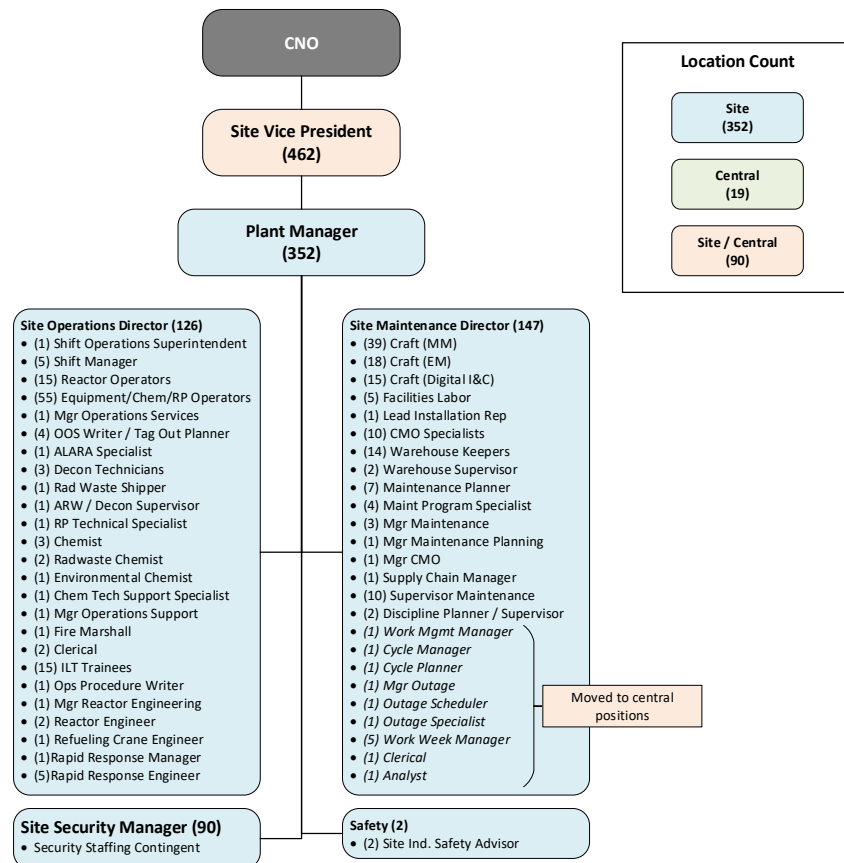 CNO
Site Vice President
(462)
Plant Manager
(352)
Location Count
Site
(352)
Central
(19)
Site / Central
(90)
Site Operations Director (126)
• (1) Shift Operations Superintendent
• (5) Shift Manager
• (15) Reactor Operators
• (55) Equipment/Chem/RP Operators
• (1) Mgr Operations Services
• (4) OOS Writer / Tag Out Planner
• (1) ALARA Specialist
• (3) Decon Technicians
• (1) Rad Waste Shipper
• (1) ARW / Decon Supervisor
• (1) RP Technical Specialist
• (3) Chemist
• (2) Radwaste Chemist
• (1) Environmental Chemist
• (1) Chem Tech Support Specialist
• (1) Mgr Operations Support
• (1) Fire Marshall
• (2) Clerical
• (15) ILT Trainees
• (1) Ops Procedure Writer
• (1) Mgr Reactor Engineering
• (2) Reactor Engineer
• (1) Refueling Crane Engineer
• (1)Rapid Response Manager
• (5)Rapid Response Engineer
Site Maintenance Director (147)
• (39) Craft (MM)
• (18) Craft (EM)
• (15) Craft (Digital I&C)
• (5) Facilities Labor
• (1) Lead Installation Rep
• (10) CMO Specialists
• (14) Warehouse Keepers
• (2) Warehouse Supervisor
• (7) Maintenance Planner
• (4) Maint Program Specialist
• (3) Mgr Maintenance
• (1) Mgr Maintenance Planning
• (1) Mgr CMO
• (1) Supply Chain Manager
• (10) Supervisor Maintenance
• (2) Discipline Planner / Supervisor
• (1) Work Mgmt Manager
• (1) Cycle Manager
• (1) Cycle Planner
• (1) Mgr Outage
• (1) Outage Scheduler
• (1) Outage Specialist
• (5) Work Week Manager
• (1) Clerical
• (1) Analyst
Moved to central
positions
Site Security Manager (90)
• Security Staffing Contingent
Safety (2)
• (2) Site Ind. Safety Advisor